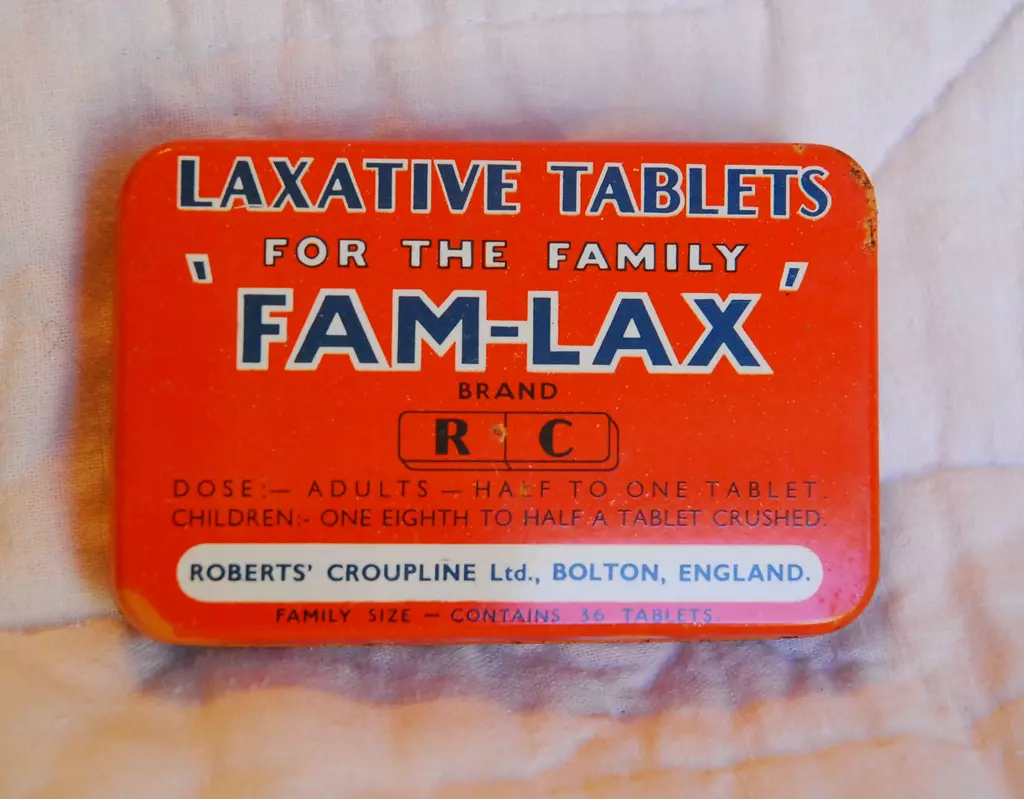 LAXATIVE TABLETS
FOR THE FAMILY
'FAM-LAX'
BRAND
R C
DOSE:— ADULTS — HALF TO ONE TABLET.
CHILDREN:- ONE EIGHTH TO HALF A TABLET CRUSHED.
ROBERTS' CROUPLINE Ltd., BOLTON, ENGLAND.
FAMILY SIZE — CONTAINS 36 TABLETS